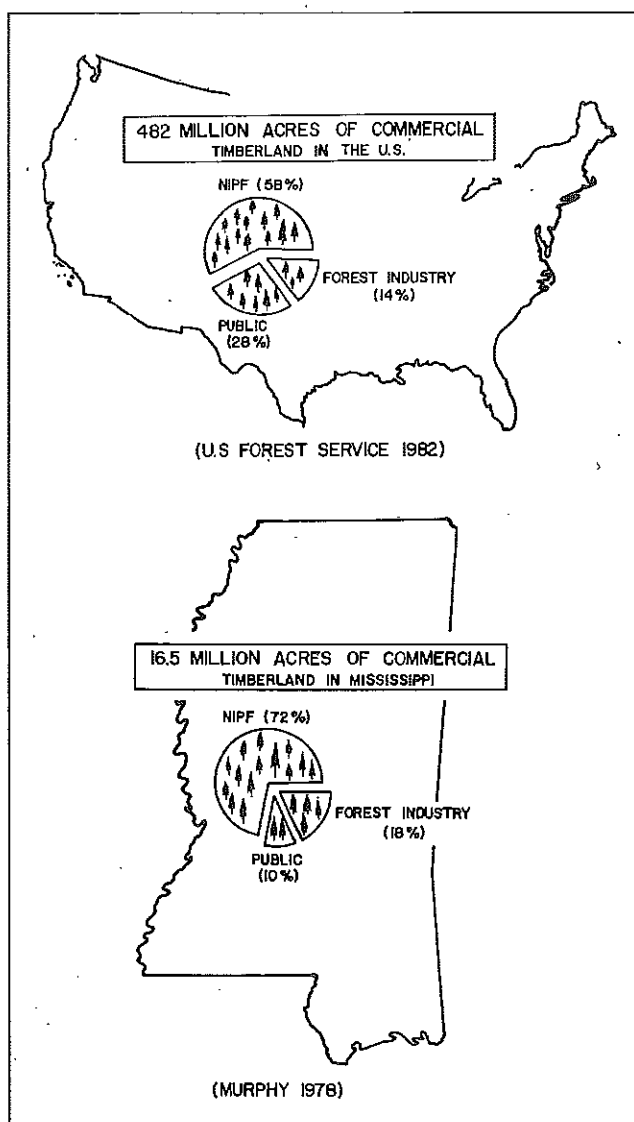 482 MILLION ACRES OF COMMERCIAL
TIMBERLAND IN THE U.S.
NIPF (58%)
FOREST INDUSTRY
(14%)
PUBLIC
(28%)
(U.S FOREST SERVICE 1982)
16.5 MILLION ACRES OF COMMERCIAL
TIMBERLAND IN MISSISSIPPI
NIPF (72%)
FOREST INDUSTRY
(18%)
PUBLIC
(10%)
(MURPHY 1978)